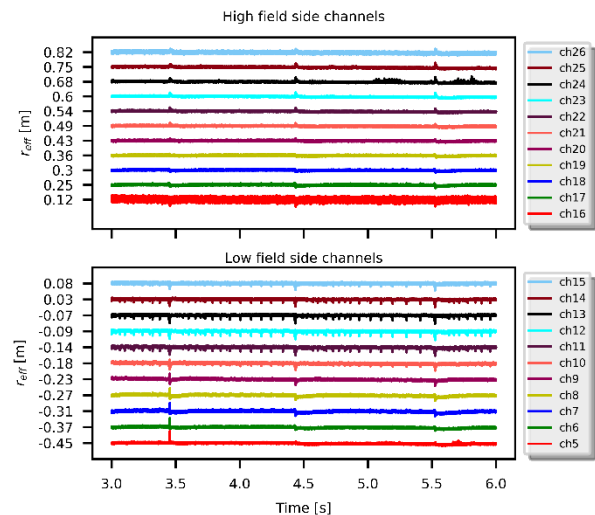 High field side channels
r_eff [m]
0.82
0.75
0.68
0.6
0.54
0.49
0.43
0.36
0.3
0.25
0.12
ch26
ch25
ch24
ch23
ch22
ch21
ch20
ch19
ch18
ch17
ch16
Low field side channels
r_eff [m]
0.08
0.03
-0.07
-0.09
-0.14
-0.18
-0.23
-0.27
-0.31
-0.37
-0.45
ch15
ch14
ch13
ch12
ch11
ch10
ch9
ch8
ch7
ch6
ch5
3.0 3.5 4.0 4.5 5.0 5.5 6.0
Time [s]